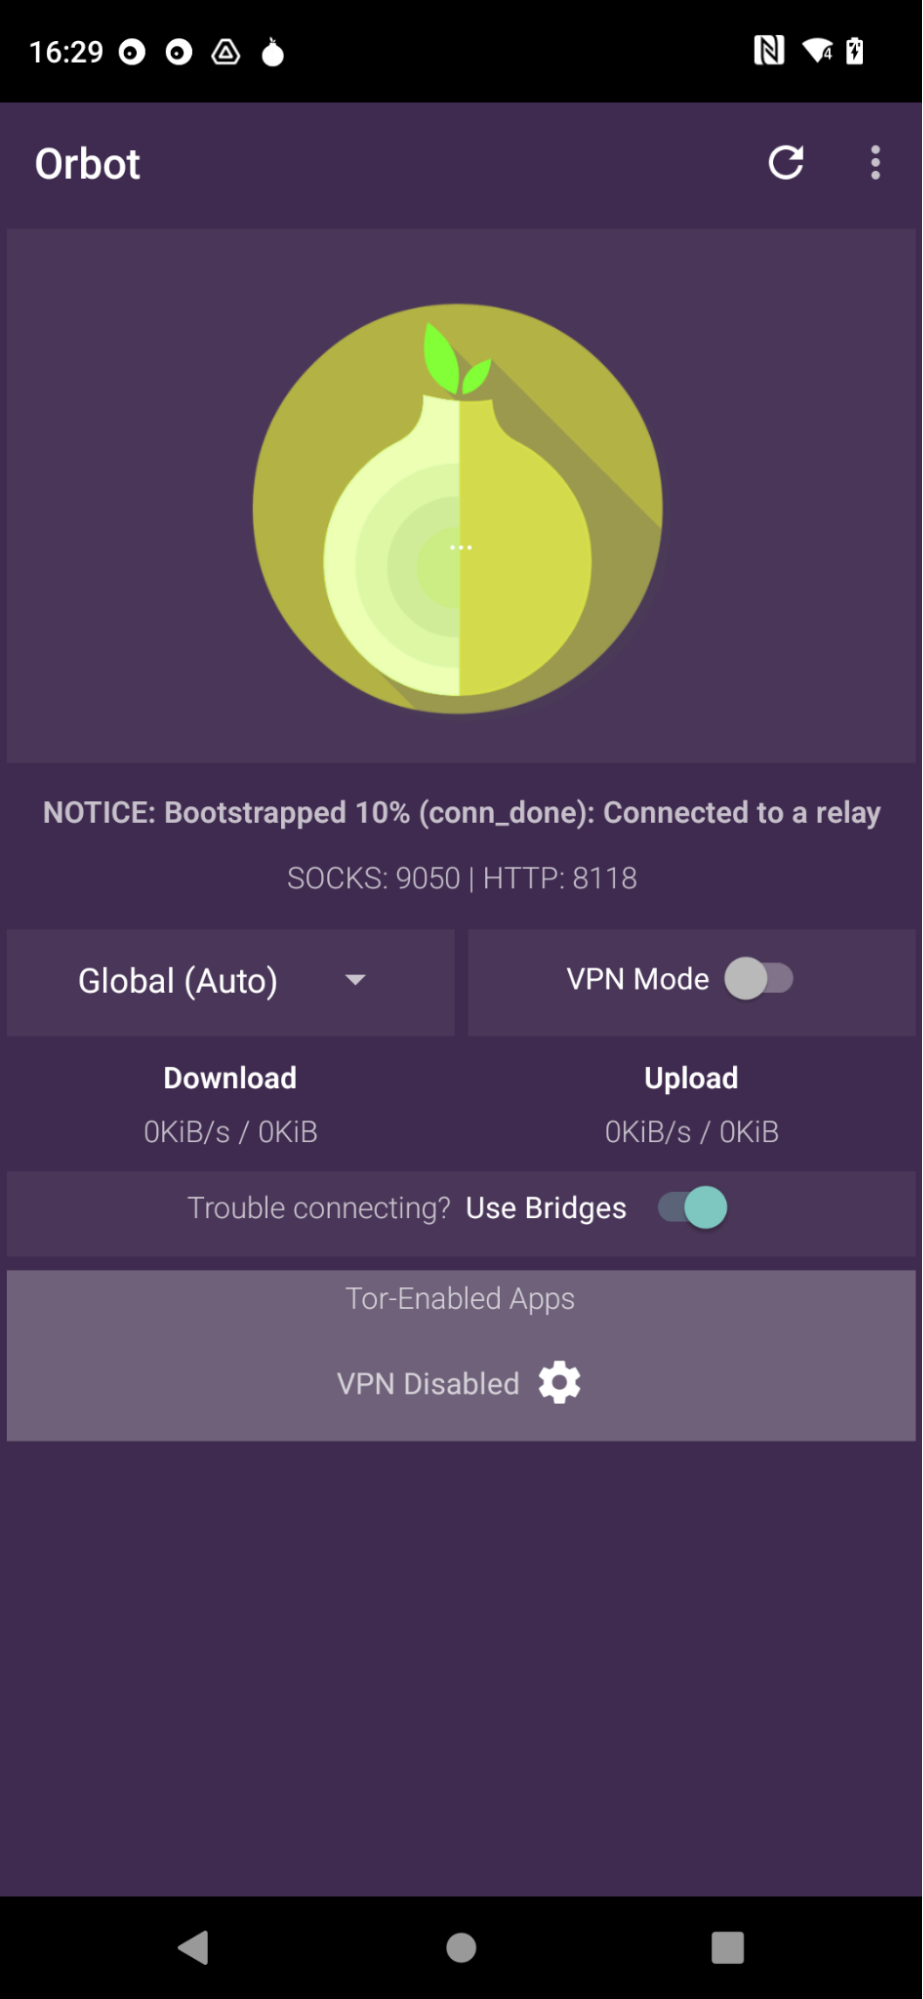 16:29
Orbot
...
NOTICE: Bootstrapped 10% (conn_done): Connected to a relay
SOCKS: 9050 | HTTP: 8118
Global (Auto)
VPN Mode
Download
Upload
0KiB/s / 0KiB
0KiB/s / 0KiB
Trouble connecting? Use Bridges
Tor-Enabled Apps
VPN Disabled